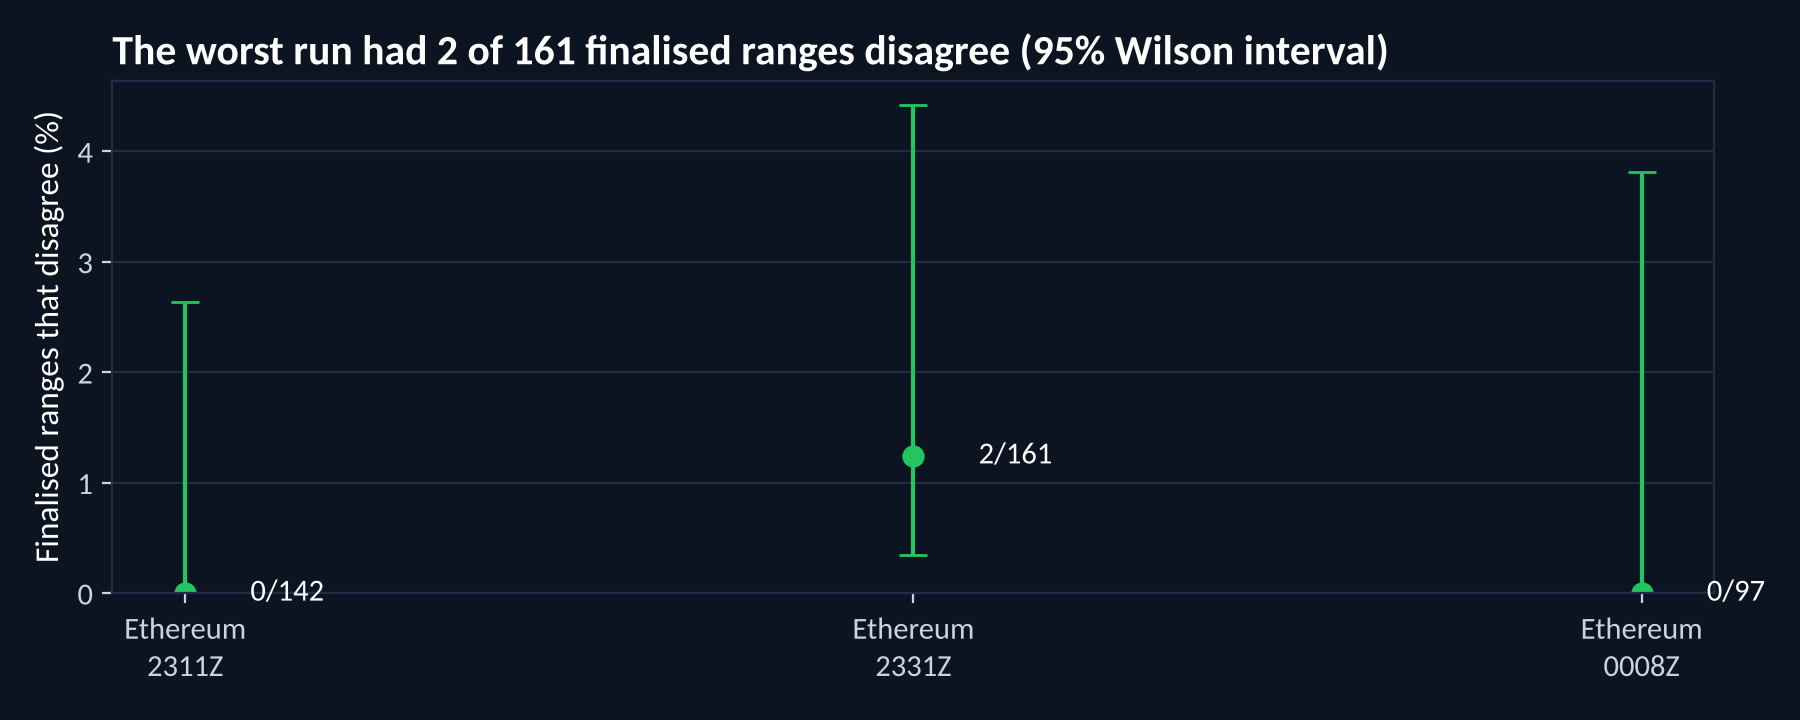 The worst run had 2 of 161 finalised ranges disagree (95% Wilson interval)
Finalised ranges that disagree (%)
4
3
2
1
0
2/161
0/142
0/97
Ethereum
2311Z
Ethereum
2331Z
Ethereum
0008Z